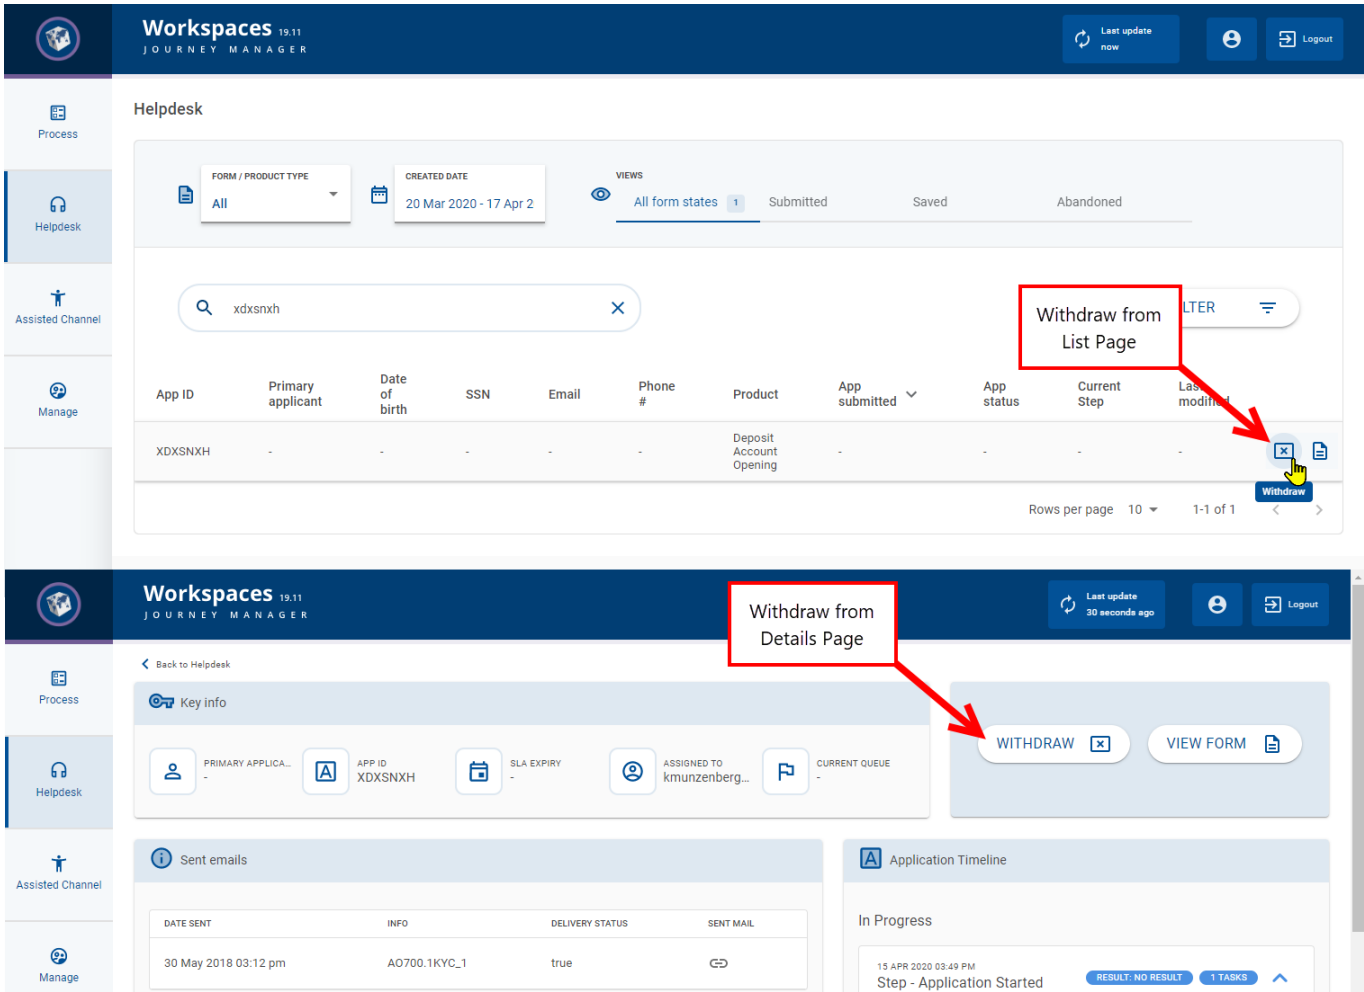 Workspaces 19.11
JOURNEY MANAGER
Last update
now
Logout
Process
Helpdesk
Assisted Channel
Manage
Helpdesk
FORM / PRODUCT TYPE
All
CREATED DATE
20 Mar 2020 - 17 Apr 2
VIEWS
All form states 1
Submitted
Saved
Abandoned
xdxsnxh
Withdraw from
List Page
LTER
App ID
Primary
applicant
Date
of
birth
SSN
Email
Phone
#
Product
App
submitted
App
status
Current
Step
Last
modified
XDXSNXH - - - - - Deposit
Account
Opening
- - - -
Withdraw
Rows per page 10 1-1 of 1
Workspaces 19.11
JOURNEY MANAGER
Withdraw from
Details Page
Last update
30 seconds ago
Logout
Process
Helpdesk
Assisted Channel
Manage
Back to Helpdesk
Key info
PRIMARY APPLICA...
-
APP ID
XDXSNXH
SLA EXPIRY
-
ASSIGNED TO
kmunzenberg...
CURRENT QUEUE
-
WITHDRAW
VIEW FORM
Sent emails
DATE SENT INFO DELIVERY STATUS SENT MAIL
30 May 2018 03:12 pm AO700.1KYC_1 true
Application Timeline
In Progress
15 APR 2020 03:49 PM
Step - Application Started
RESULT: NO RESULT
1 TASKS